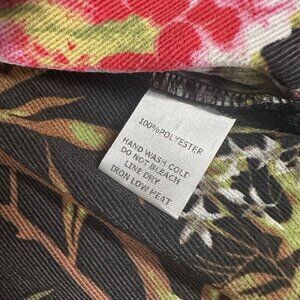 100%POLYESTER
HAND WASH COLD
DO NOT BLEACH
LINE DRY
IRON LOW HEAT